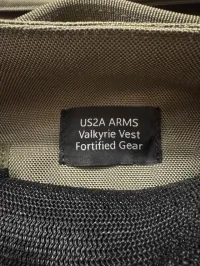 US2A ARMS
Valkyrie Vest
Fortified Gear